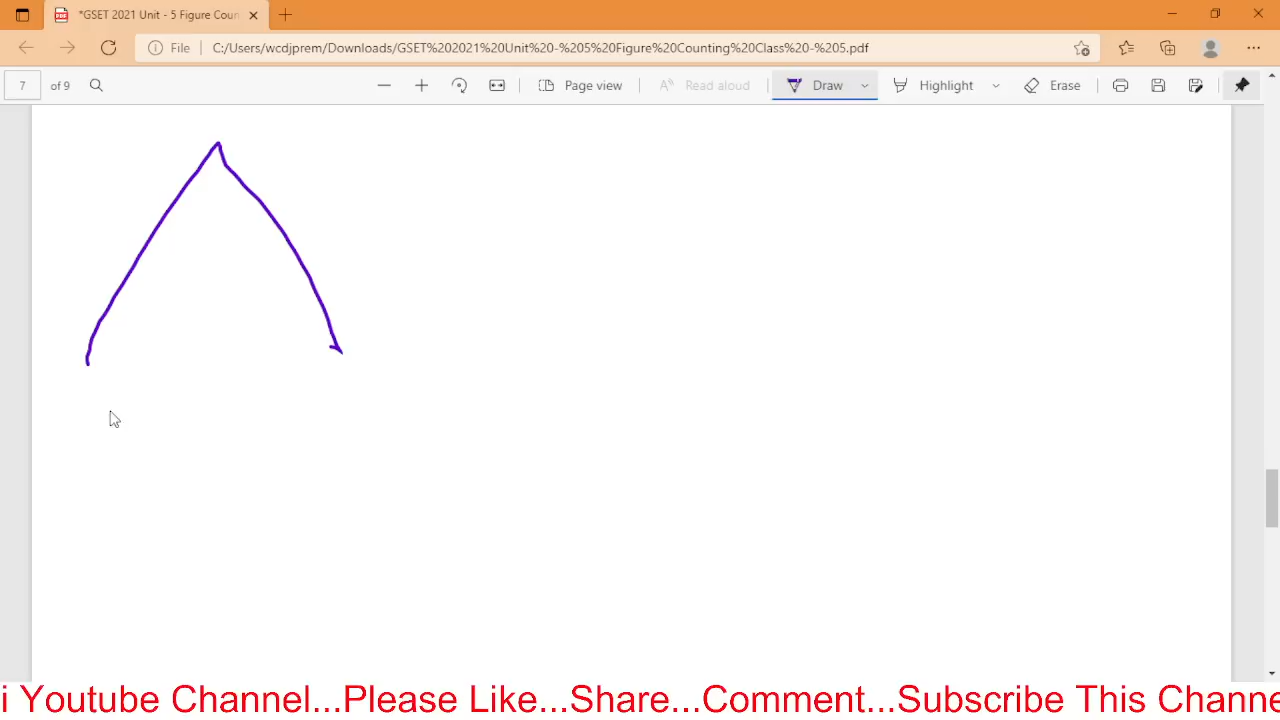 *GSET 2021 Unit - 5 Figure Coun
File C:/Users/wcdjprem/Downloads/GSET%202021%20Unit%20-%205%20Figure%20Counting%20Class%20-%205.pdf
7 of 9 Page view Read aloud Draw Highlight Erase
i Youtube Channel...Please Like...Share...Comment...Subscribe This Channe